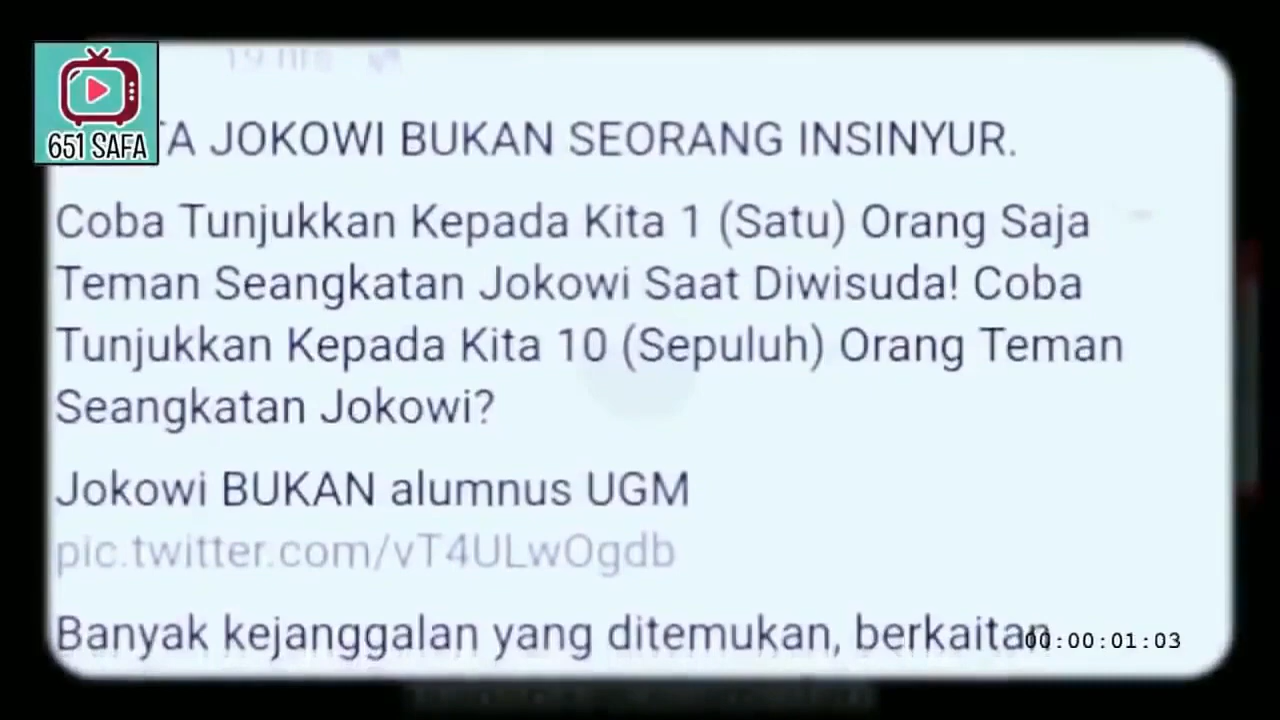 651 SAFA
TA JOKOWI BUKAN SEORANG INSINYUR.
Coba Tunjukkan Kepada Kita 1 (Satu) Orang Saja
Teman Seangkatan Jokowi Saat Diwisuda! Coba
Tunjukkan Kepada Kita 10 (Sepuluh) Orang Teman
Seangkatan Jokowi?
Jokowi BUKAN alumnus UGM
pic.twitter.com/vT4ULwOgdb
Banyak kejanggalan yang ditemukan, berkaitan
00:00:01:03